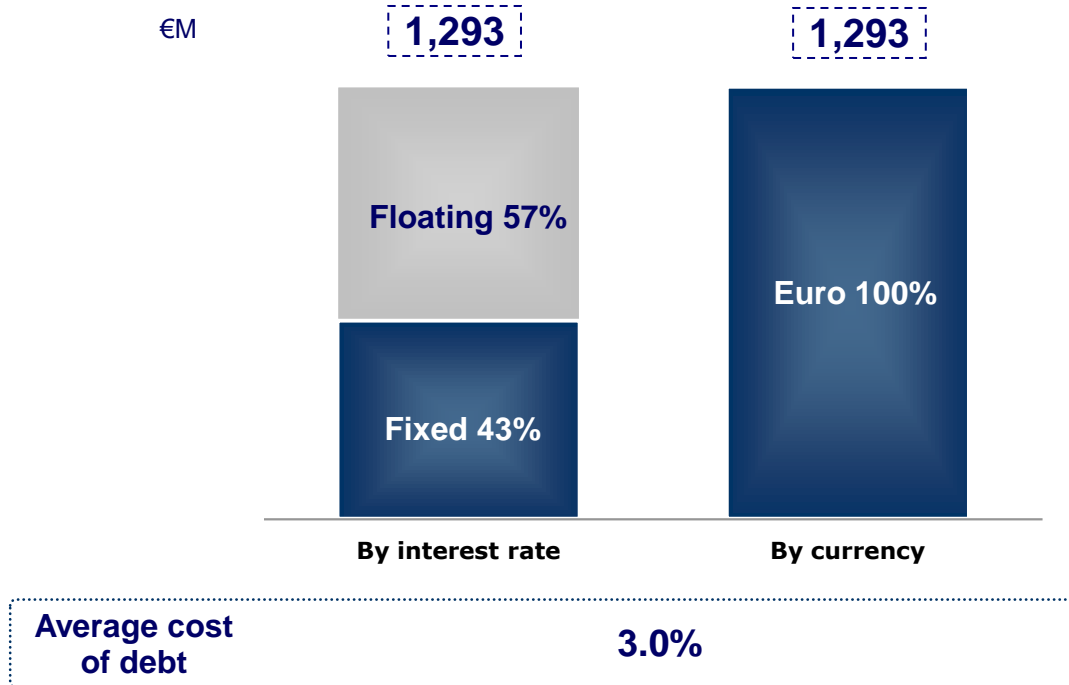 €M
1,293
1,293
Floating 57%
Euro 100%
Fixed 43%
By interest rate
By currency
Average cost
of debt
3.0%